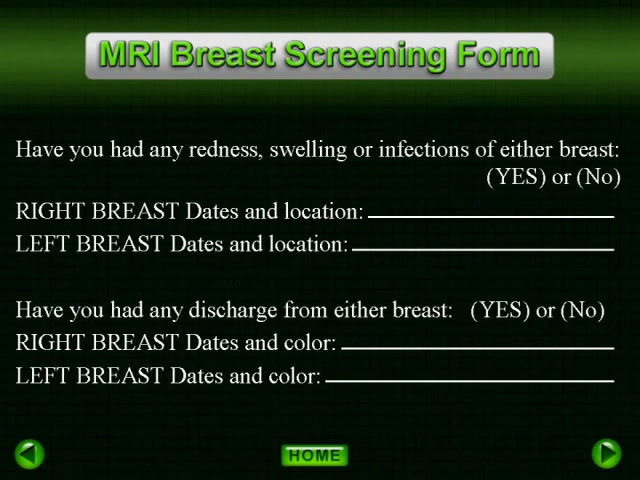 MRI Breast Screening Form
Have you had any redness, swelling or infections of either breast:
(YES) or (No)
RIGHT BREAST Dates and location:
LEFT BREAST Dates and location:
Have you had any discharge from either breast: (YES) or (No)
RIGHT BREAST Dates and color:
LEFT BREAST Dates and color:
HOME